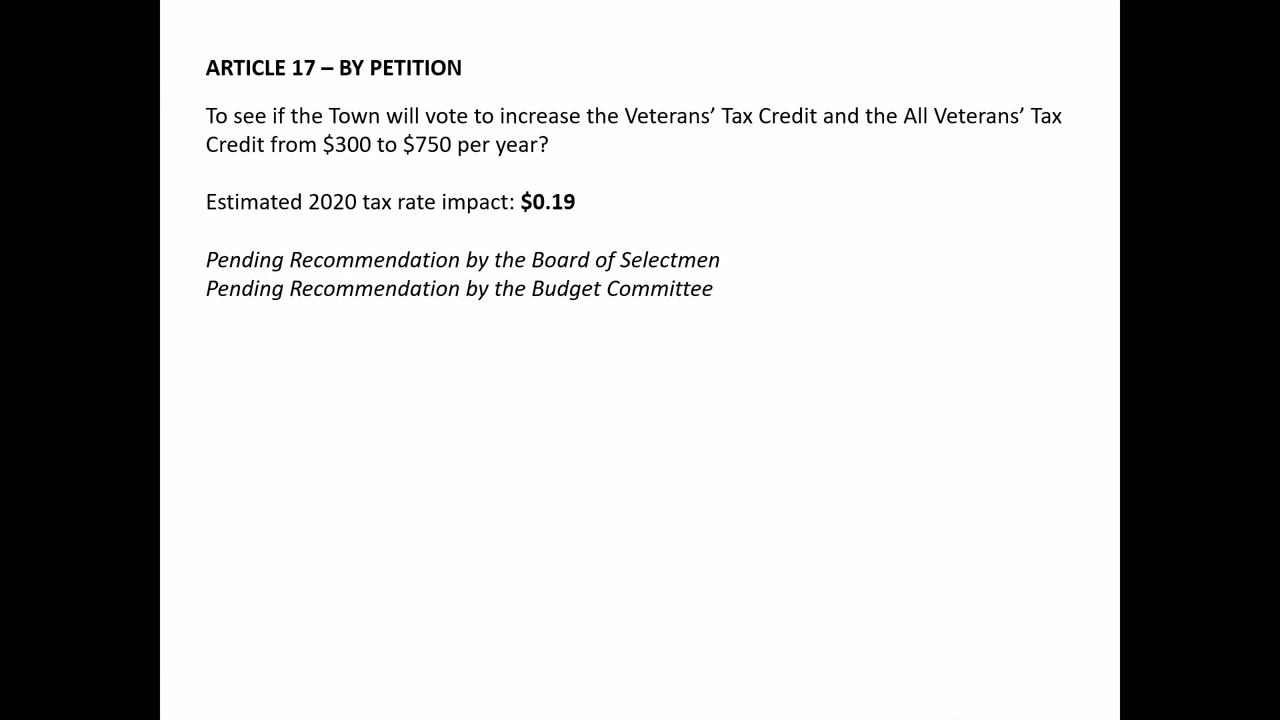 ARTICLE 17 – BY PETITION
To see if the Town will vote to increase the Veterans’ Tax Credit and the All Veterans’ Tax
Credit from $300 to $750 per year?
Estimated 2020 tax rate impact: $0.19
Pending Recommendation by the Board of Selectmen
Pending Recommendation by the Budget Committee